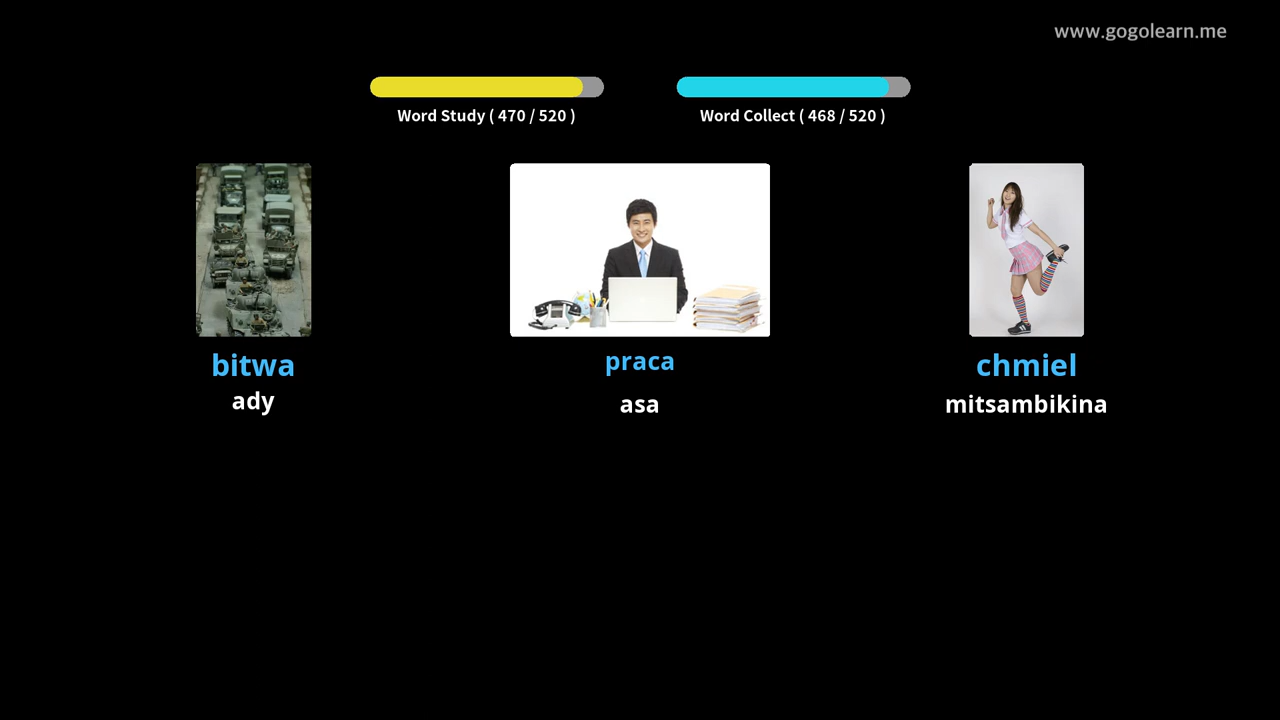 www.gogolearn.me
Word Study ( 470 / 520 )
Word Collect ( 468 / 520 )
bitwa
ady
praca
asa
chmiel
mitsambikina